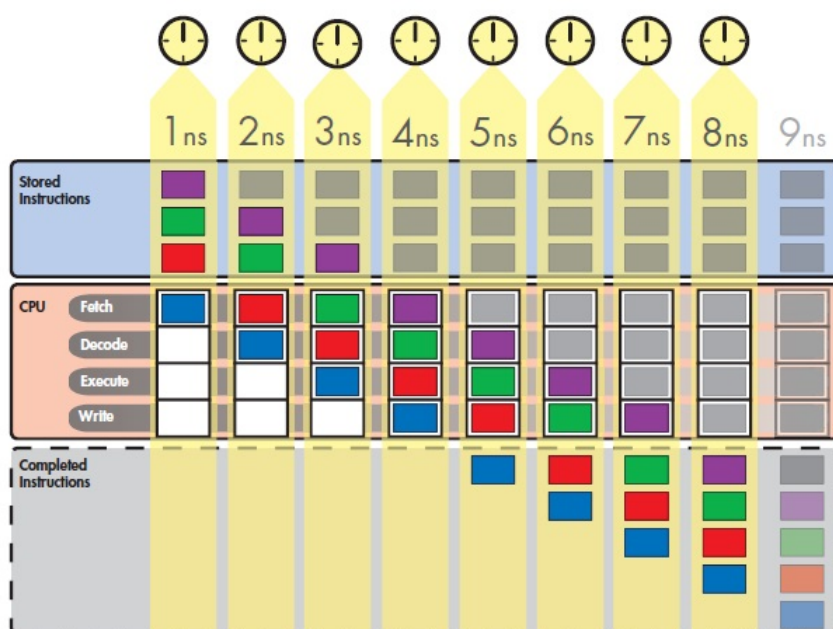 1ns 2ns 3ns 4ns 5ns 6ns 7ns 8ns 9ns
Stored
Instructions
CPU
Fetch
Decode
Execute
Write
Completed
Instructions